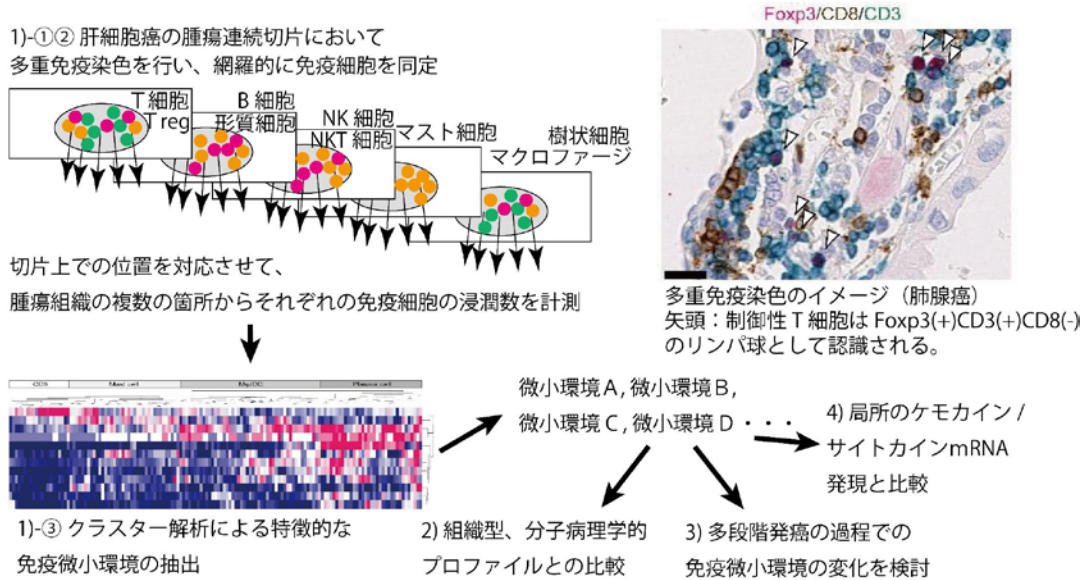 1)-①② 肝細胞癌の腫瘍連続切片において
多重免疫染色を行い、網羅的に免疫細胞を同定
T 細胞
T reg
B 細胞
形質細胞
NK 細胞
NKT 細胞
マスト細胞
樹状細胞
マクロファージ
切片上での位置を対応させて、
腫瘍組織の複数の箇所からそれぞれの免疫細胞の浸潤数を計測
Foxp3/CD8/CD3
多重免疫染色のイメージ（肺腺癌）
矢頭：制御性 T 細胞は Foxp3(+)CD3(+)CD8(-)
のリンパ球として認識される。
Mast cell
Mφ/DC
Plasma cell
1)-③ クラスター解析による特徴的な
免疫微小環境の抽出
微小環境 A , 微小環境 B ,
微小環境 C , 微小環境 D ・・・
2) 組織型、分子病理学的
プロファイルとの比較
3) 多段階発癌の過程での
免疫微小環境の変化を検討
4) 局所のケモカイン /
サイトカインmRNA
発現と比較